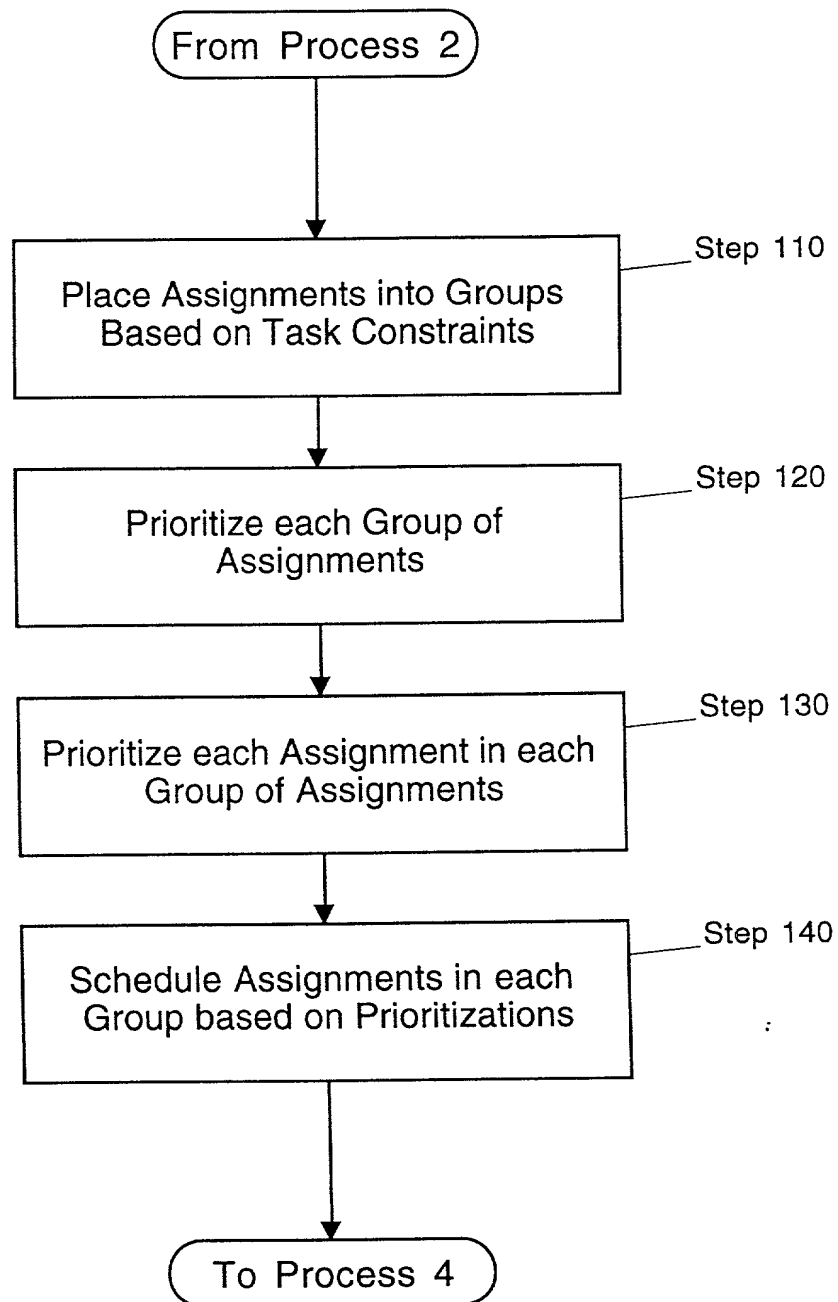 From Process 2
Step 110
Place Assignments into Groups
Based on Task Constraints
Step 120
Prioritize each Group of
Assignments
Step 130
Prioritize each Assignment in each
Group of Assignments
Step 140
Schedule Assignments in each
Group based on Prioritizations
To Process 4